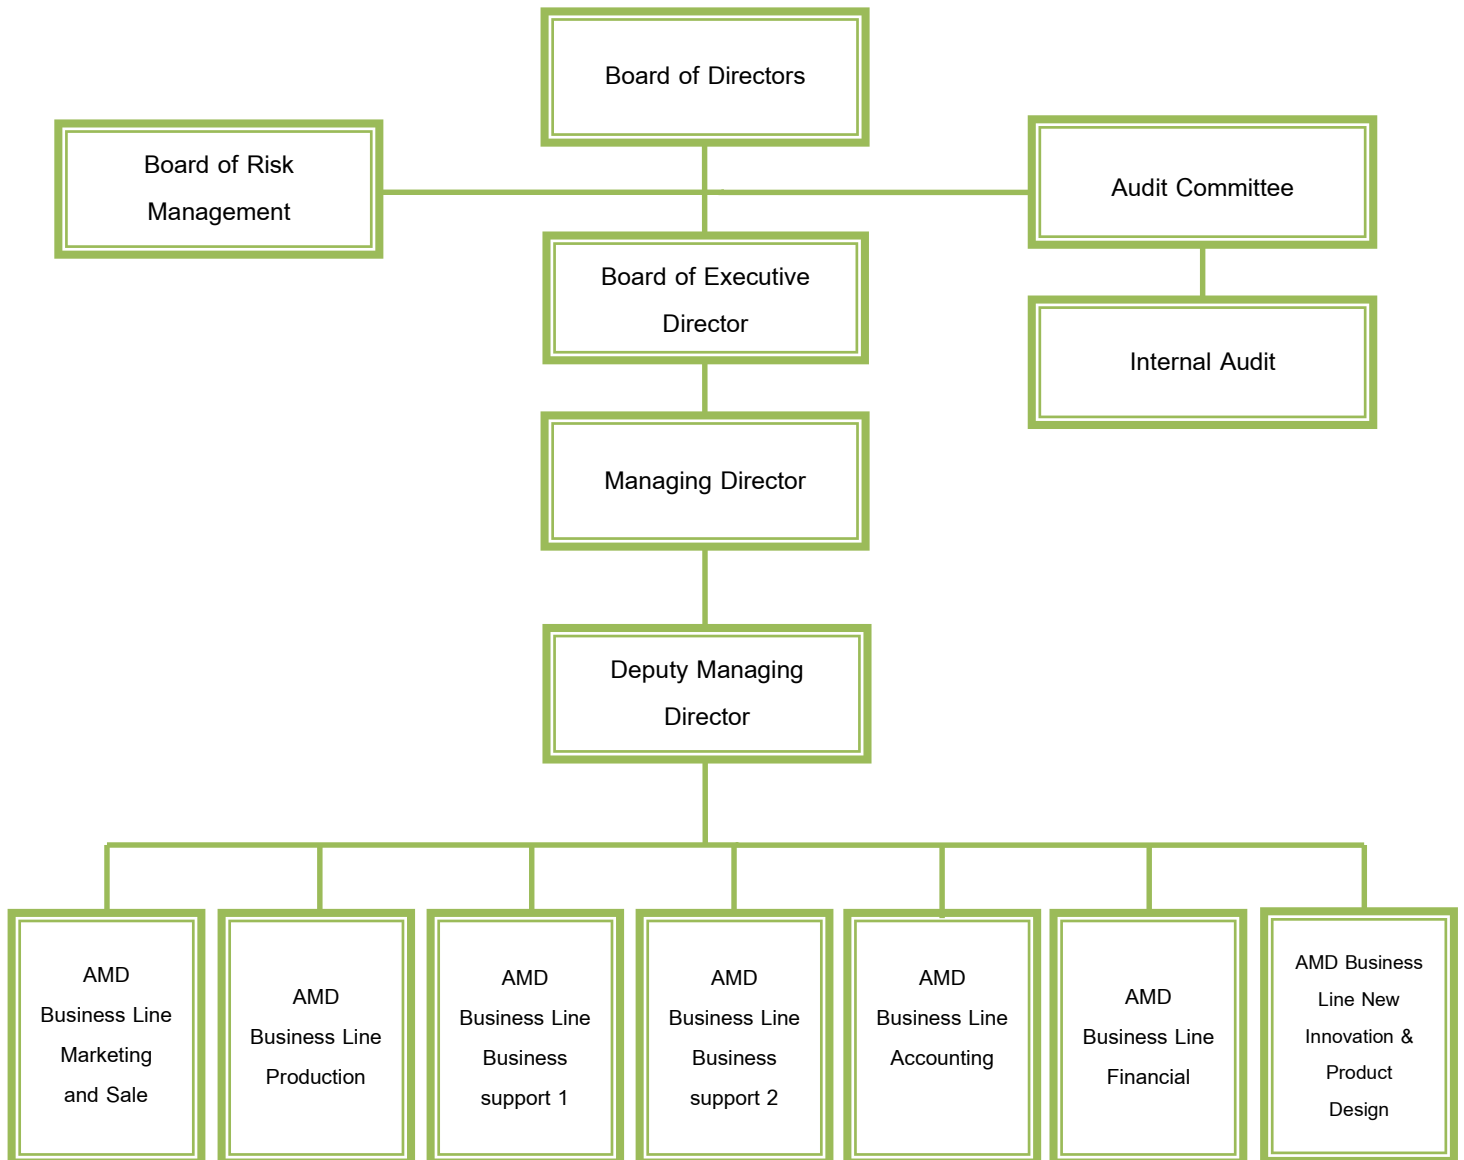 Board of Directors
Board of Risk
Management
Audit Committee
Board of Executive
Director
Internal Audit
Managing Director
Deputy Managing
Director
AMD
Business Line
Marketing
and Sale
AMD
Business Line
Production
AMD
Business Line
Business
support 1
AMD
Business Line
Business
support 2
AMD
Business Line
Accounting
AMD
Business Line
Financial
AMD Business
Line New
Innovation &
Product
Design